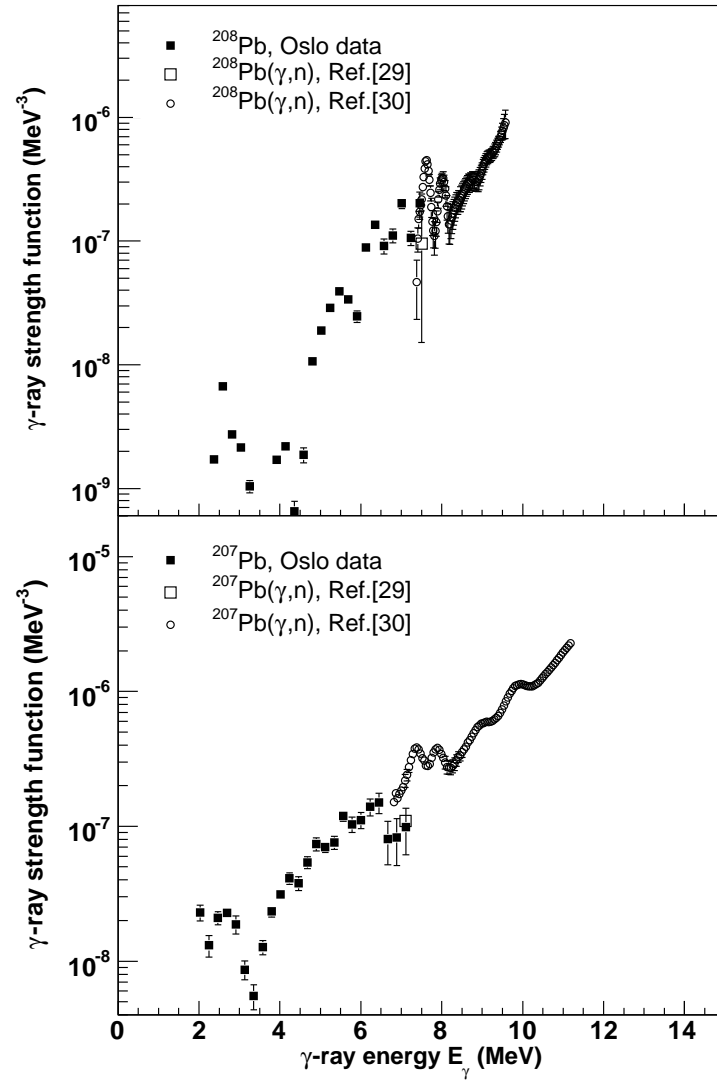 γ-ray strength function (MeV⁻³)
10⁻⁶
10⁻⁷
10⁻⁸
10⁻⁹
²⁰⁸Pb, Oslo data
²⁰⁸Pb(γ,n), Ref.[29]
²⁰⁸Pb(γ,n), Ref.[30]
γ-ray strength function (MeV⁻³)
10⁻⁵
10⁻⁶
10⁻⁷
10⁻⁸
²⁰⁷Pb, Oslo data
²⁰⁷Pb(γ,n), Ref.[29]
²⁰⁷Pb(γ,n), Ref.[30]
0 2 4 6 8 10 12 14
γ-ray energy Eᵧ (MeV)